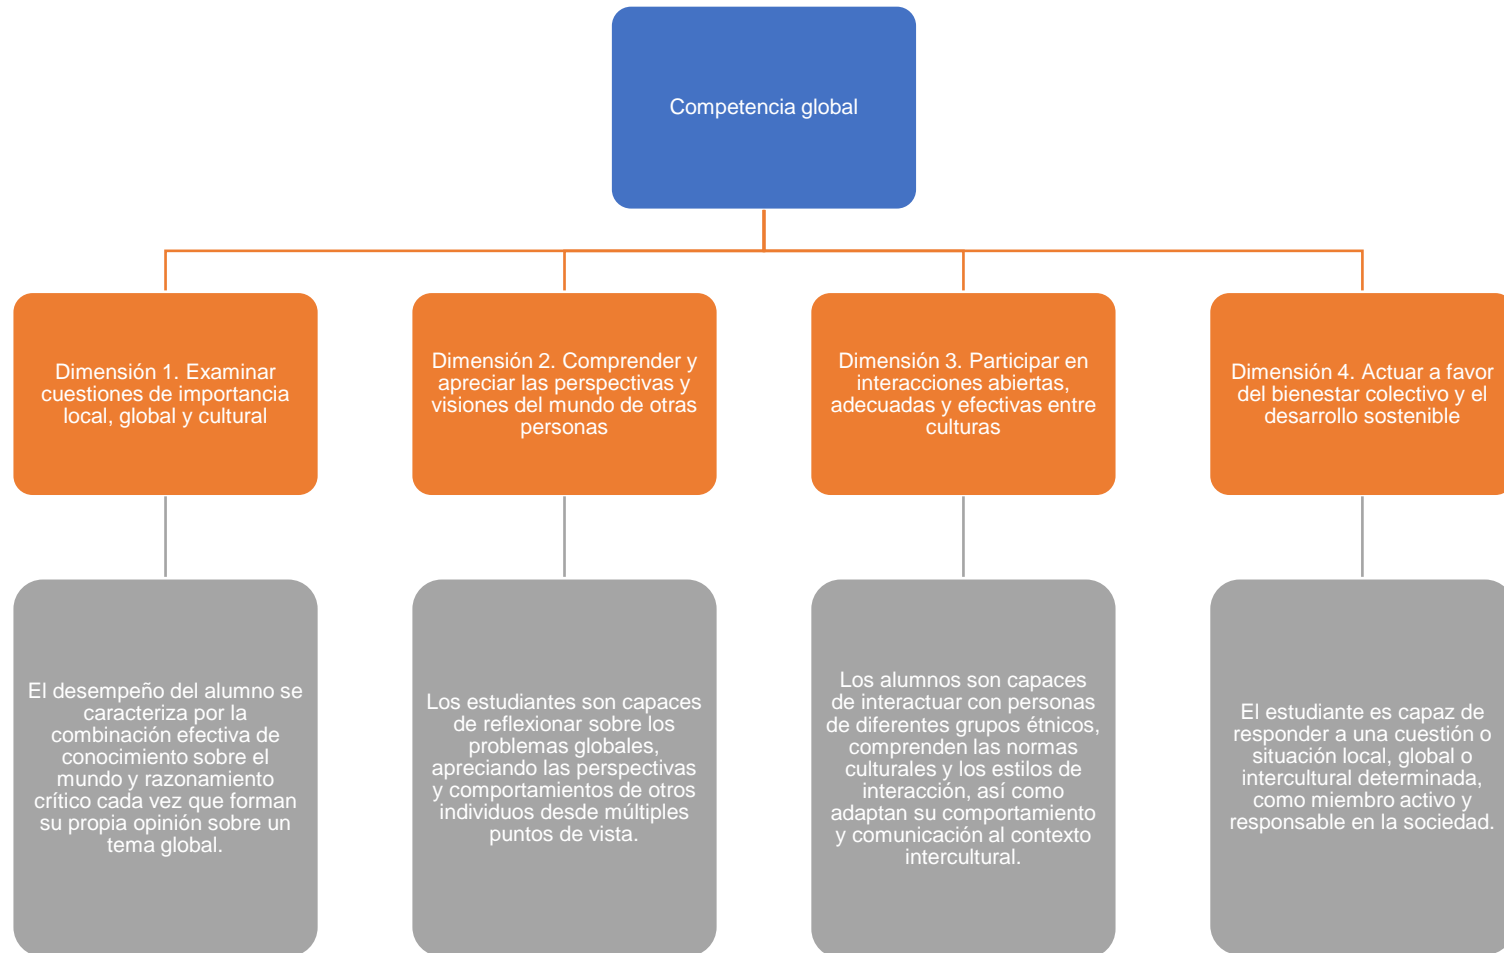 Competencia global
Dimensión 1. Examinar
cuestiones de importancia
local, global y cultural
Dimensión 2. Comprender y
apreciar las perspectivas y
visiones del mundo de otras
personas
Dimensión 3. Participar en
interacciones abiertas,
adecuadas y efectivas entre
culturas
Dimensión 4. Actuar a favor
del bienestar colectivo y el
desarrollo sostenible
El desempeño del alumno se
caracteriza por la
combinación efectiva de
conocimiento sobre el
mundo y razonamiento
crítico cada vez que forman
su propia opinión sobre un
tema global.
Los estudiantes son capaces
de reflexionar sobre los
problemas globales,
apreciando las perspectivas
y comportamientos de otros
individuos desde múltiples
puntos de vista.
Los alumnos son capaces
de interactuar con personas
de diferentes grupos étnicos,
comprenden las normas
culturales y los estilos de
interacción, así como
adaptan su comportamiento
y comunicación al contexto
intercultural.
El estudiante es capaz de
responder a una cuestión o
situación local, global o
intercultural determinada,
como miembro activo y
responsable en la sociedad.